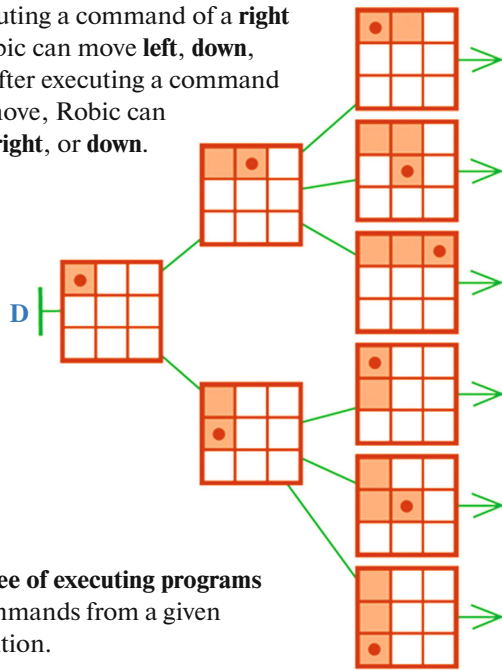 uting a command of a right
bic can move left, down,
fter executing a command
nove, Robic can
right, or down.
D
ee of executing programs
mmands from a given
tion.